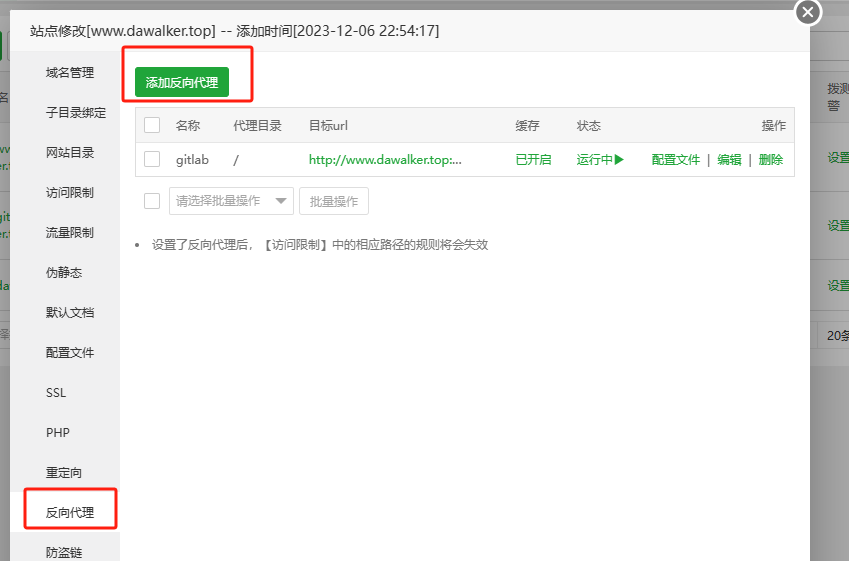 站点修改[www.dawalker.top] -- 添加时间[2023-12-06 22:54:17]
域名管理
子目录绑定
网站目录
访问限制
流量限制
伪静态
默认文档
配置文件
SSL
PHP
重定向
反向代理
防盗链
添加反向代理
名称 代理目录 目标url 缓存 状态 操作
gitlab / http://www.dawalker.top:... 已开启 运行中 配置文件 | 编辑 | 删除
请选择批量操作 批量操作
设置了反向代理后，【访问限制】中的相应路径的规则将会失效
名
拨测
警
设置
设置
设置
20条